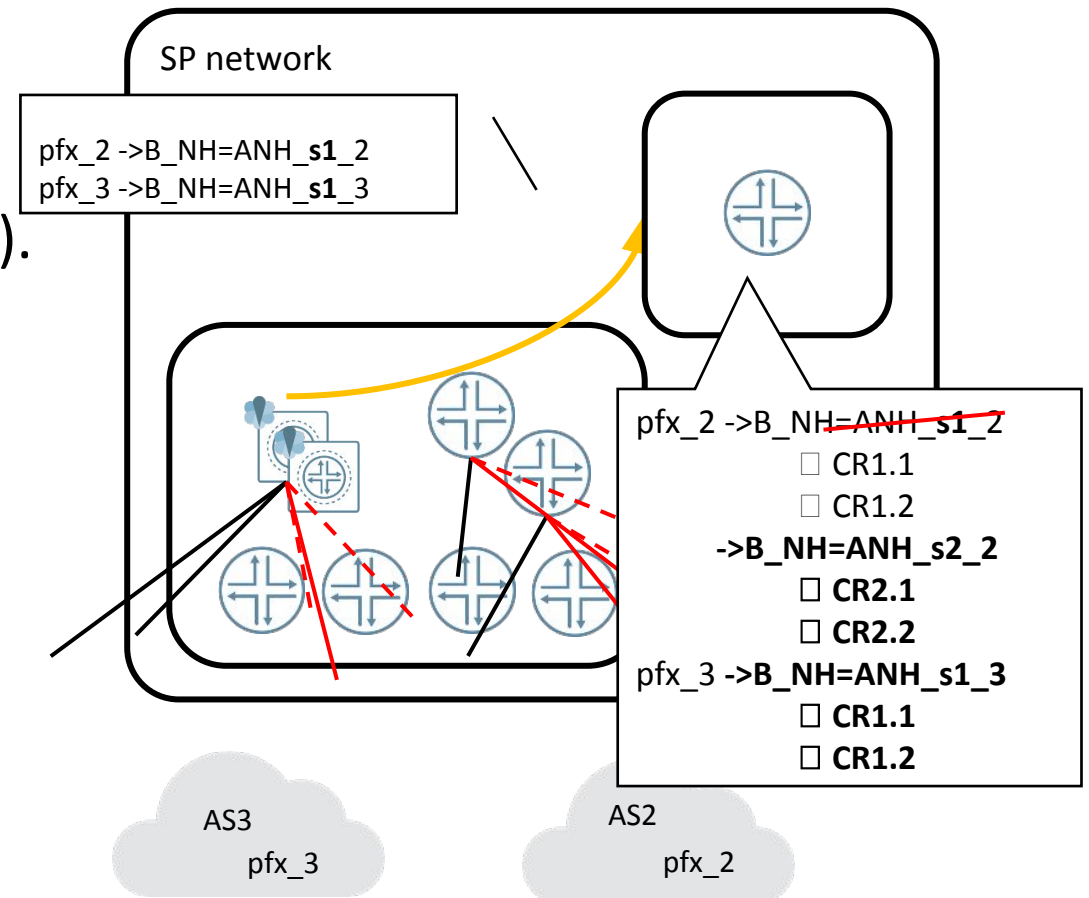 SP network
pfx_2 ->B_NH=ANH_s1_2
pfx_3 ->B_NH=ANH_s1_3
).
pfx_2 ->B_NH=ANH_s1_2
□ CR1.1
□ CR1.2
->B_NH=ANH_s2_2
□ CR2.1
□ CR2.2
pfx_3 ->B_NH=ANH_s1_3
□ CR1.1
□ CR1.2
AS3
pfx_3
AS2
pfx_2